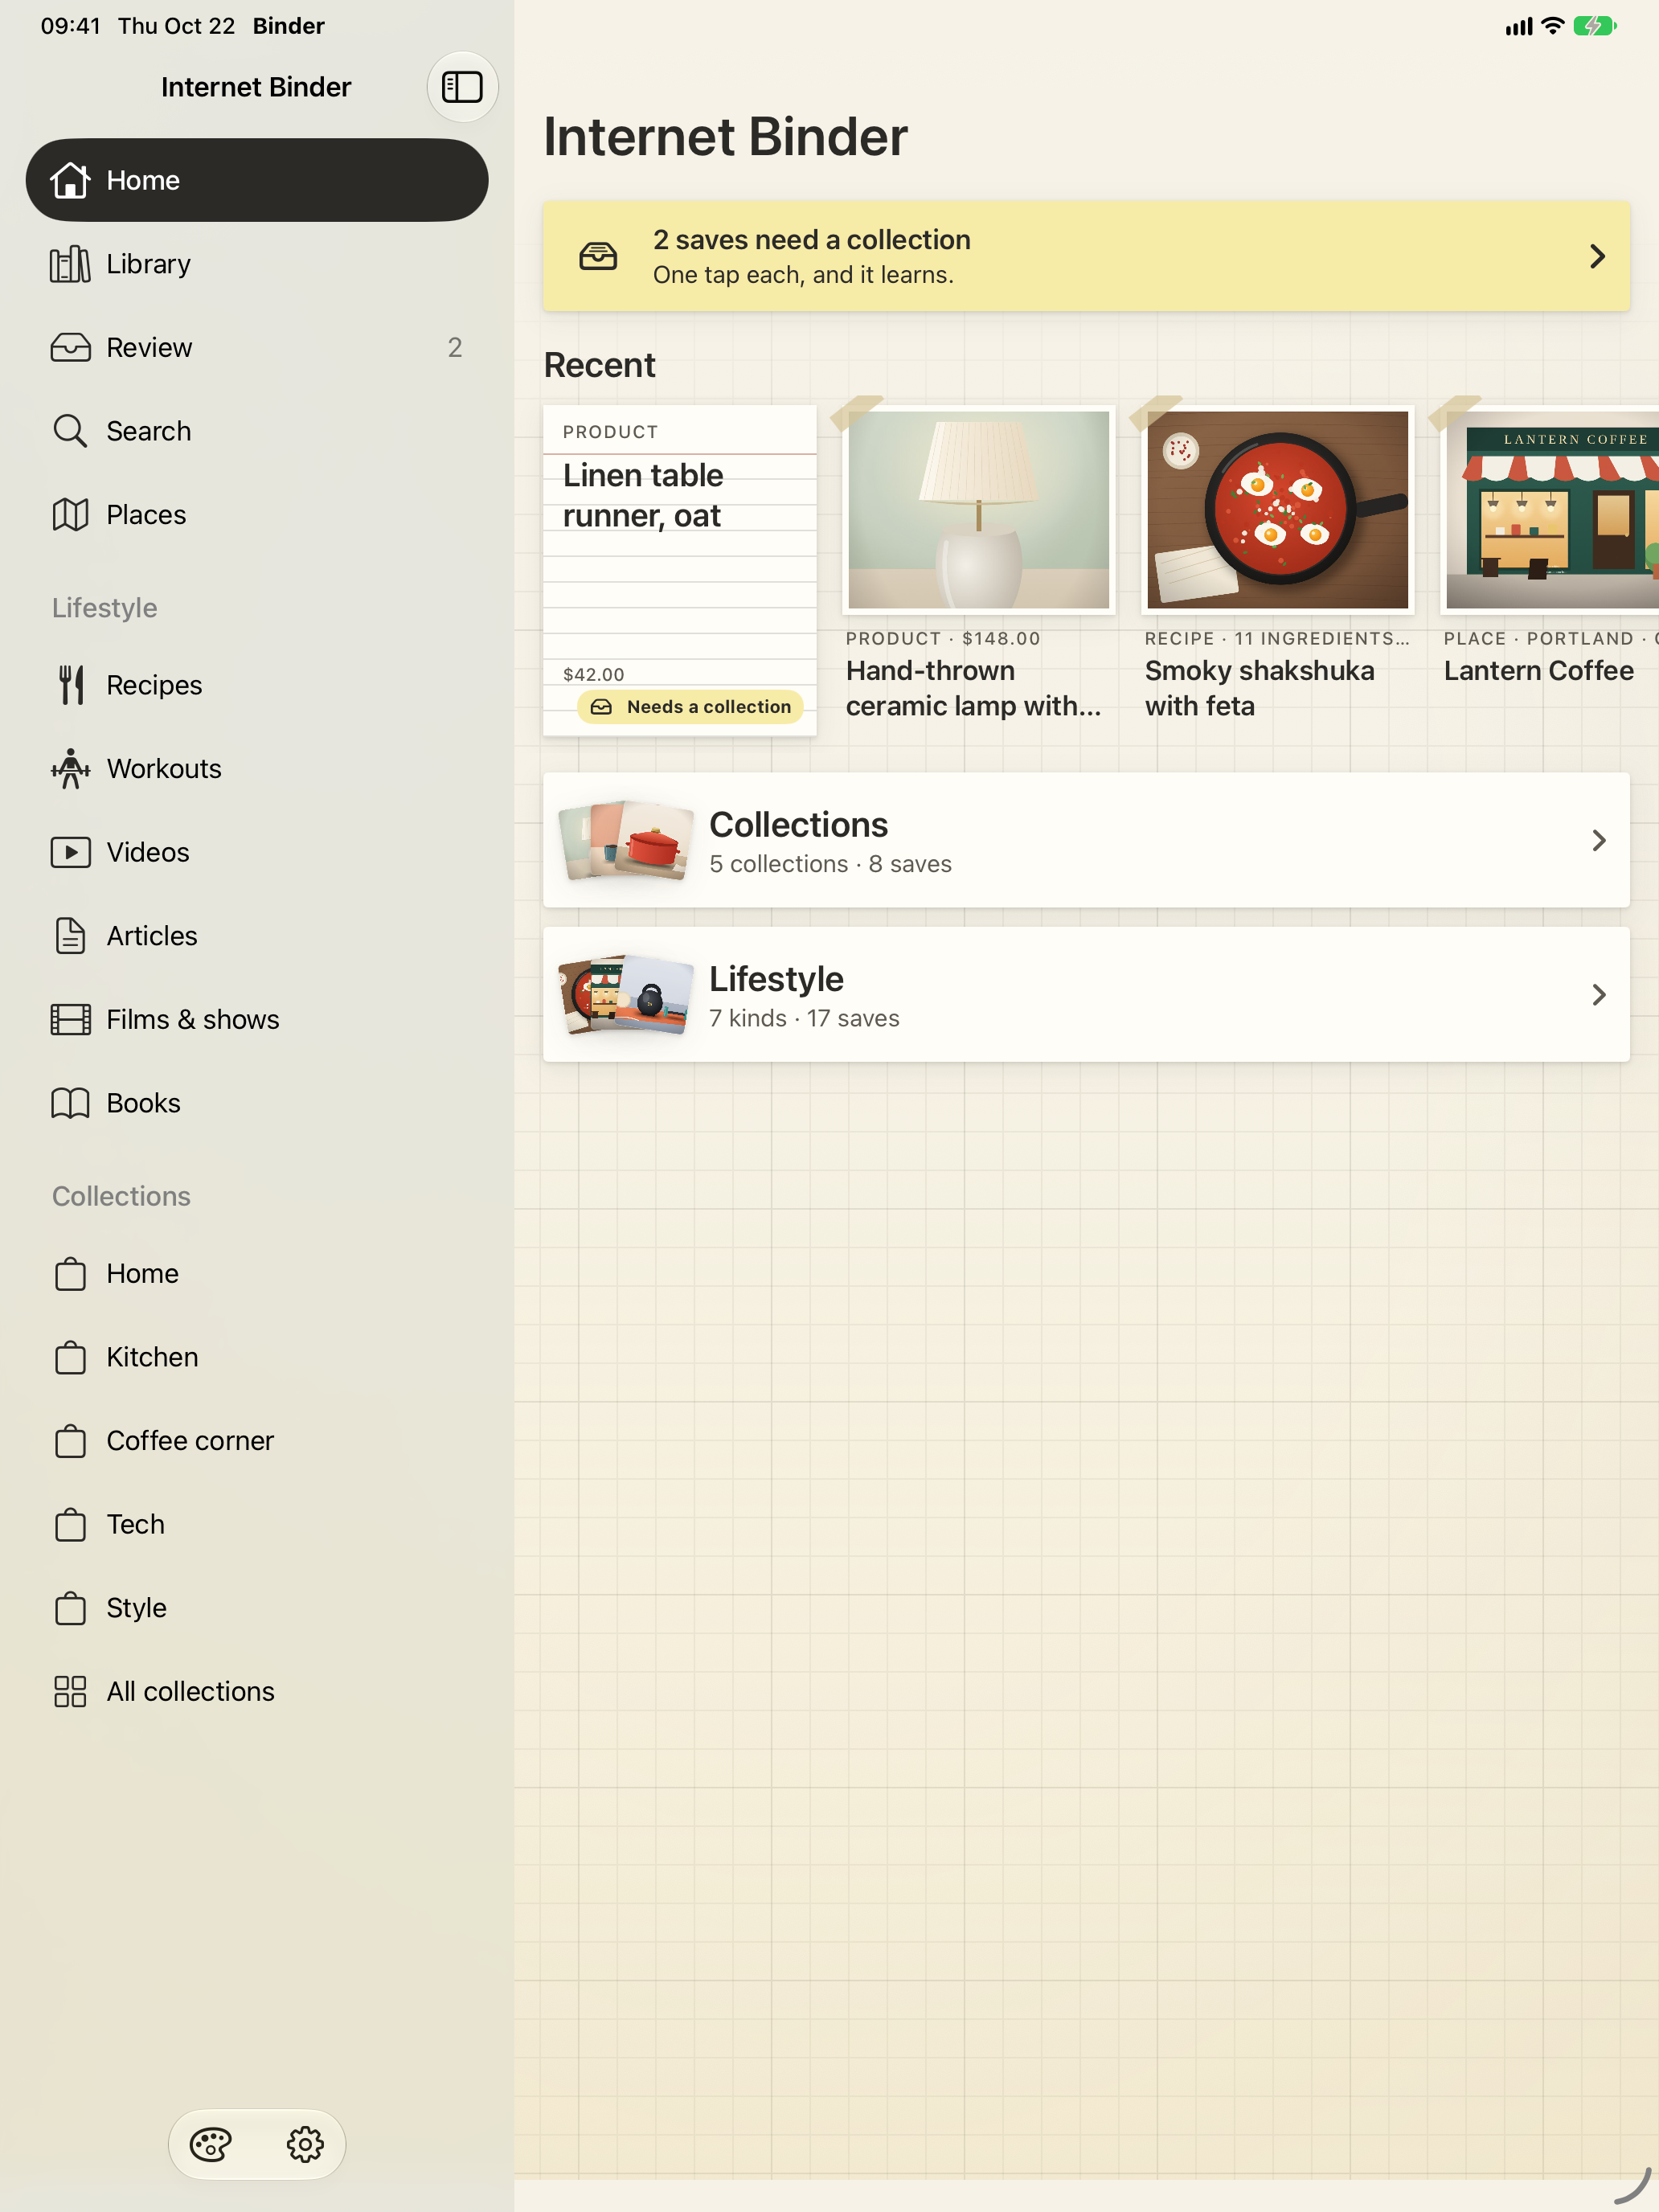 09:41 Thu Oct 22 Binder
Internet Binder
Home
Library
Review 2
Search
Places
Lifestyle
Recipes
Workouts
Videos
Articles
Films & shows
Books
Collections
Home
Kitchen
Coffee corner
Tech
Style
All collections
Internet Binder
2 saves need a collection
One tap each, and it learns.
Recent
PRODUCT
Linen table
runner, oat
$42.00
Needs a collection
PRODUCT · $148.00
Hand-thrown
ceramic lamp with...
RECIPE · 11 INGREDIENTS...
Smoky shakshuka
with feta
LANTERN COFFEE
PLACE · PORTLAND ·
Lantern Coffee
Collections
5 collections · 8 saves
Lifestyle
7 kinds · 17 saves